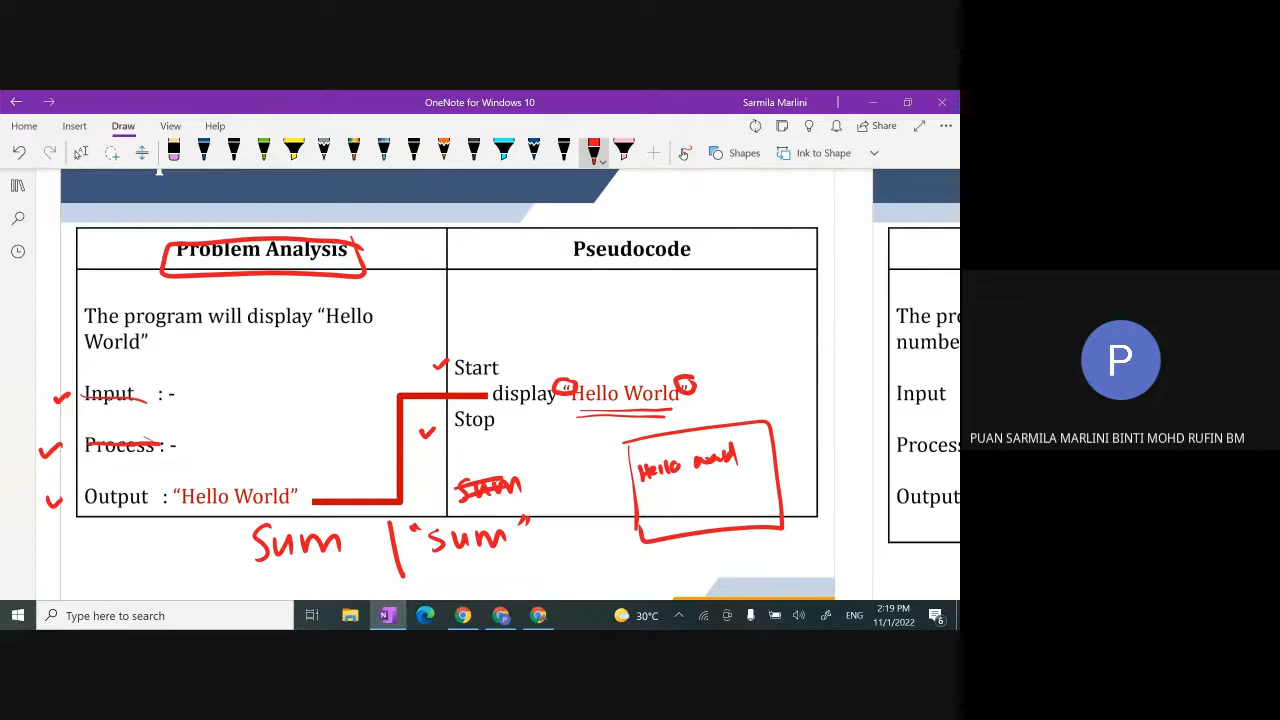 OneNote for Windows 10
Sarmila Marlini
Home Insert Draw View Help
Share
Shapes
Ink to Shape
Problem Analysis
Pseudocode
The program will display “Hello
World”
Input : -
Process : -
Output : “Hello World”
Start
display “Hello World”
Stop
sum
Hello
Sum | "sum"
The pro
numbe
Input
Process
Output
P
PUAN SARMILA MARLINI BINTI MOHD RUFIN BM
Type here to search
30°C
ENG
2:19 PM
11/1/2022
6